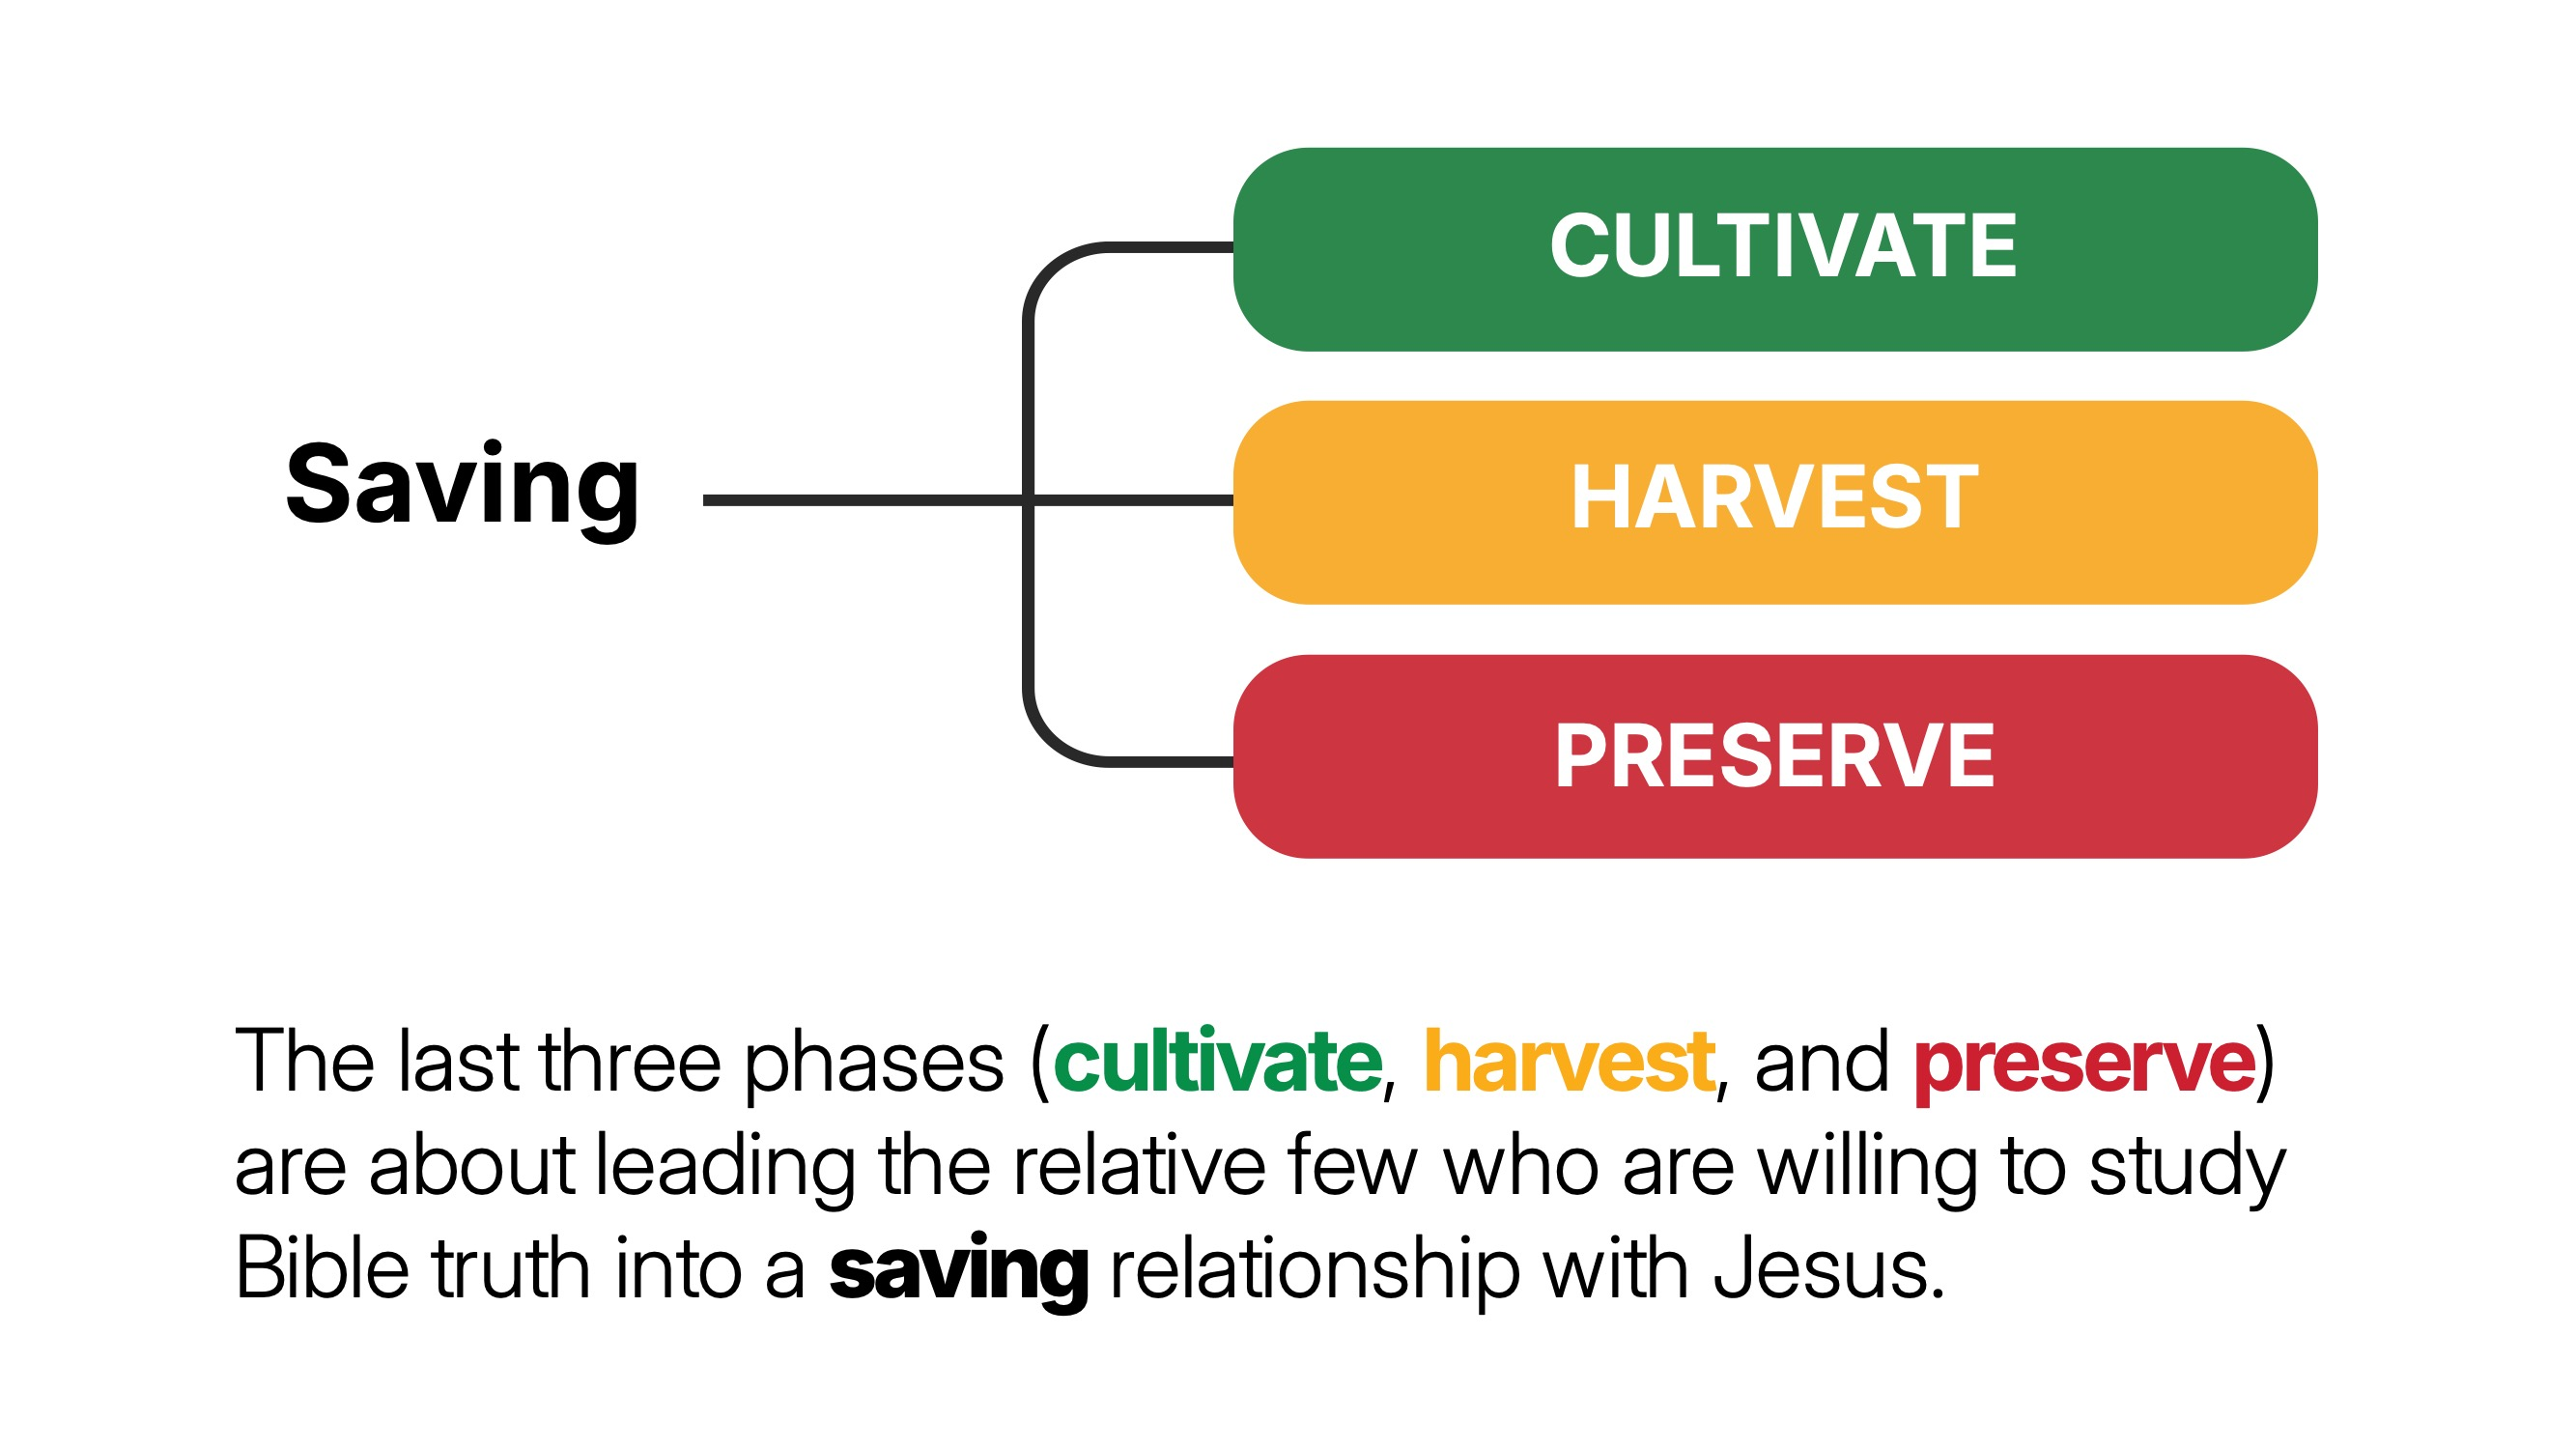 Saving
CULTIVATE
HARVEST
PRESERVE
The last three phases (cultivate, harvest, and preserve)
are about leading the relative few who are willing to study
Bible truth into a saving relationship with Jesus.